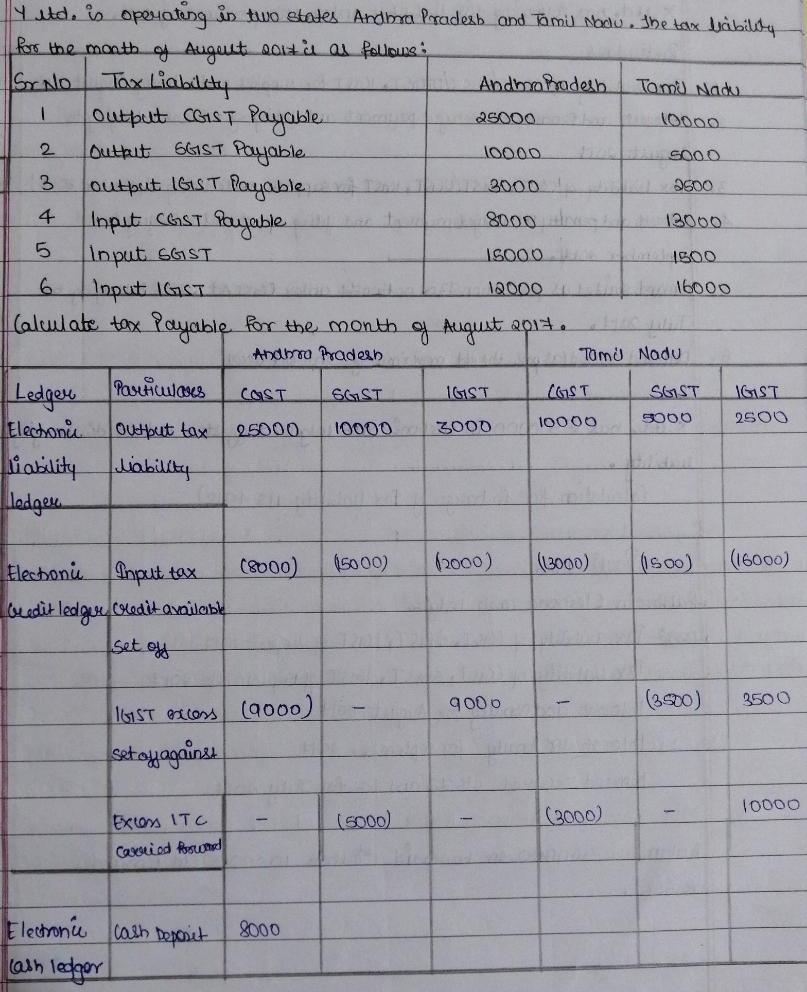 Y Ltd. is operating in two states Andhra Pradesh and Tamil Nadu. The tax liability
for the month of August 2017 is as follows:
Sr No Tax Liability Andhra Pradesh Tamil Nadu
1 Output CGST Payable 25000 10000
2 Output SGST Payable 10000 5000
3 Output IGST Payable 3000 2500
4 Input CGST Payable 8000 13000
5 Input SGST 15000 1500
6 Input IGST 12000 16000
Calculate tax Payable for the month of August 2017.
Andhra Pradesh Tamil Nadu
Ledger Particulars CGST SGST IGST CGST SGST IGST
Electronic Output tax 25000 10000 3000 10000 5000 2500
liability liability
ledger
Electronic Input tax (8000) (15000) (12000) (13000) (1500) (16000)
Credit ledger Credit available
set off
IGST excess (9000) - 9000 - (3500) 3500
set off against
Excess ITC - (5000) - (3000) - 10000
Carried forward
Electronic Cash Deposit 8000
Cash ledger